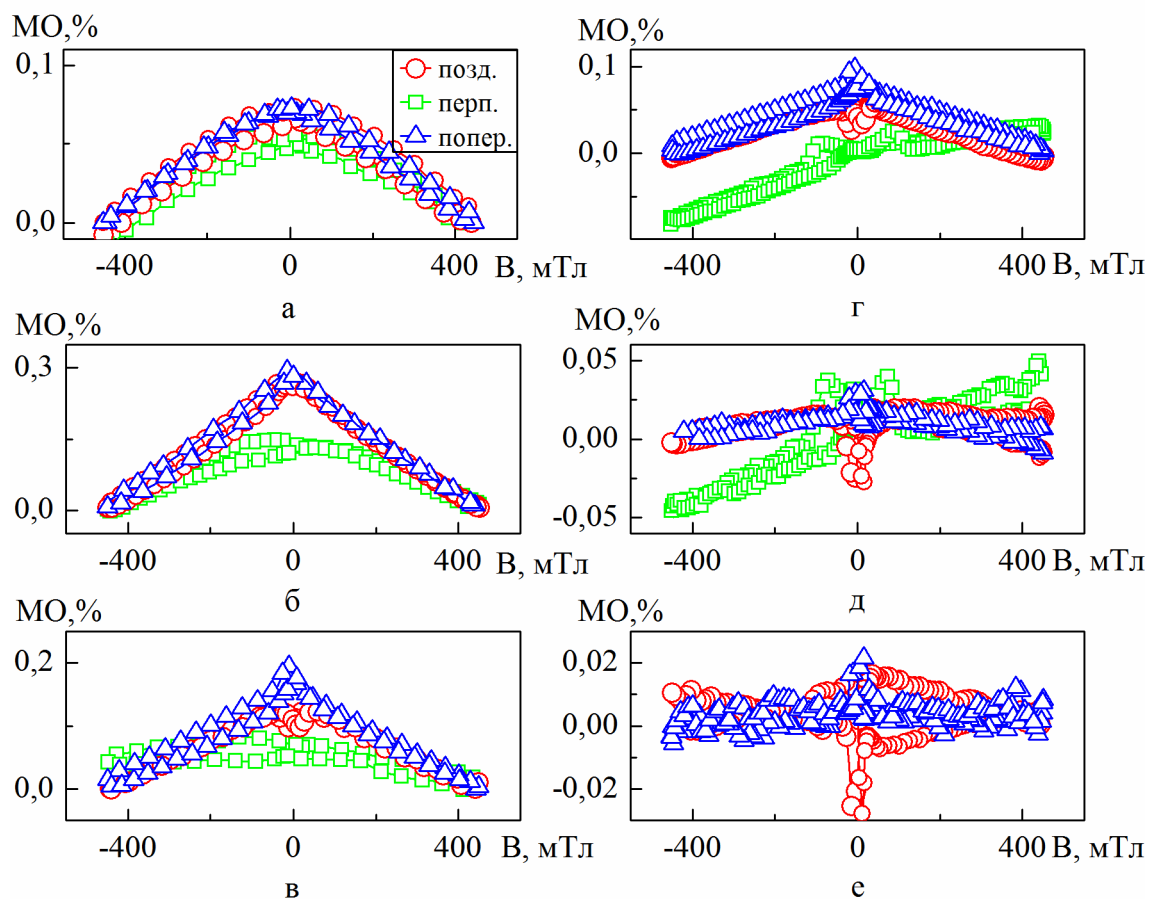 МО,%
0,1
0,0
позд.
перп.
попер.
-400 0 400 В, мТл
а
МО,%
0,3
0,0
-400 0 400 В, мТл
б
МО,%
0,2
0,0
-400 0 400 В, мТл
в
МО,%
0,1
0,0
-400 0 400 В, мТл
г
МО,%
0,05
0,00
-0,05
-400 0 400 В, мТл
д
МО,%
0,02
0,00
-0,02
-400 0 400 В, мТл
е